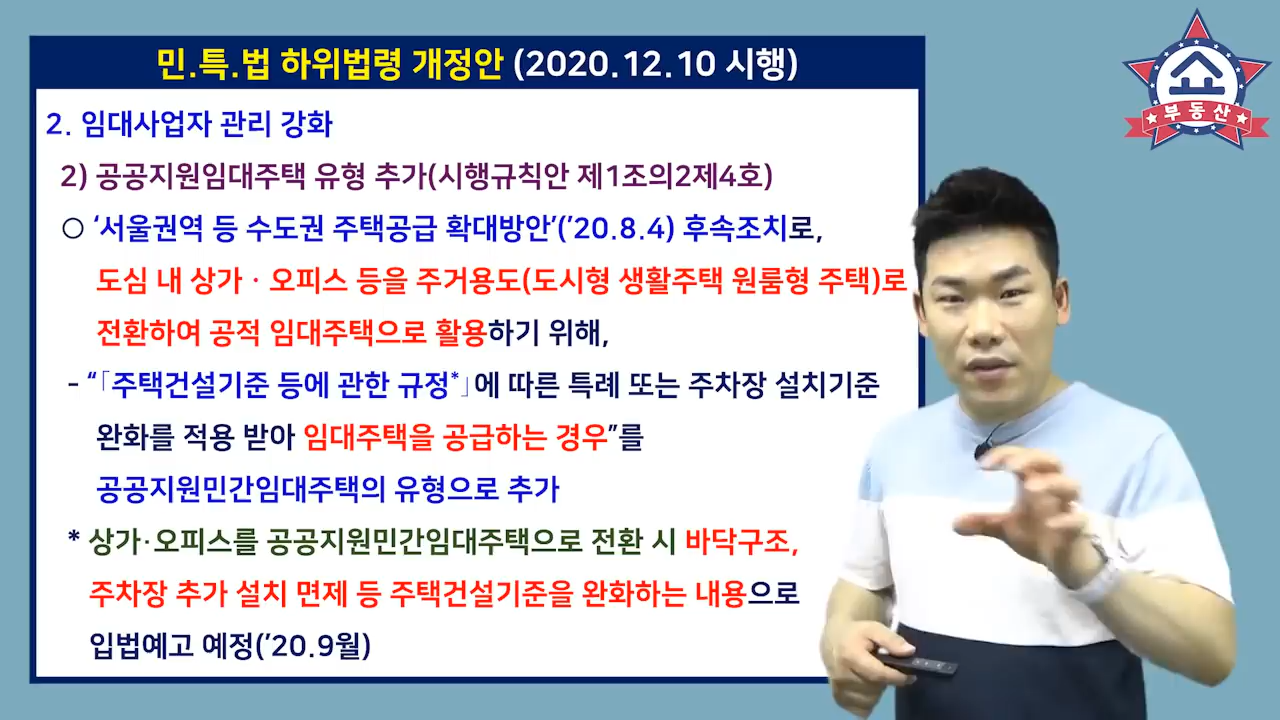 민.특.법 하위법령 개정안 (2020.12.10 시행)
2. 임대사업자 관리 강화
2) 공공지원임대주택 유형 추가(시행규칙안 제1조의2제4호)
○ ‘서울권역 등 수도권 주택공급 확대방안’(’20.8.4) 후속조치로,
도심 내 상가 · 오피스 등을 주거용도(도시형 생활주택 원룸형 주택)로
전환하여 공적 임대주택으로 활용하기 위해,
- “「주택건설기준 등에 관한 규정*」에 따른 특례 또는 주차장 설치기준
완화를 적용 받아 임대주택을 공급하는 경우”를
공공지원민간임대주택의 유형으로 추가
* 상가·오피스를 공공지원민간임대주택으로 전환 시 바닥구조,
주차장 추가 설치 면제 등 주택건설기준을 완화하는 내용으로
입법예고 예정(’20.9월)
부동산